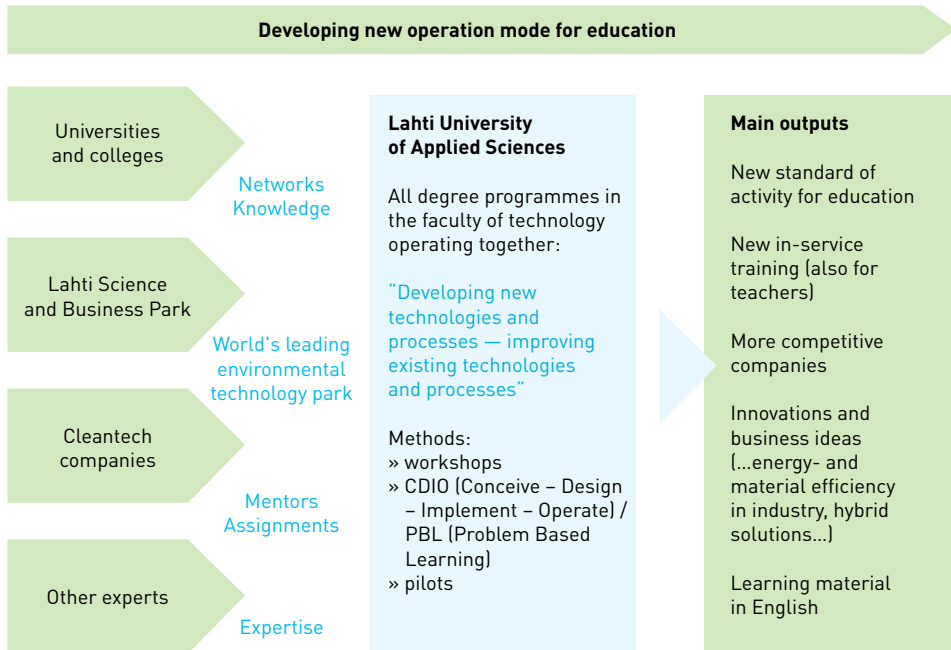 Developing new operation mode for education
Universities
and colleges
Networks
Knowledge
Lahti Science
and Business Park
World's leading
environmental
technology park
Cleantech
companies
Mentors
Assignments
Other experts
Expertise
Lahti University
of Applied Sciences
All degree programmes in
the faculty of technology
operating together:
"Developing new
technologies and
processes — improving
existing technologies
and processes"
Methods:
» workshops
» CDIO (Conceive – Design
– Implement – Operate) /
PBL (Problem Based
Learning)
» pilots
Main outputs
New standard of
activity for education
New in-service
training (also for
teachers)
More competitive
companies
Innovations and
business ideas
(...energy- and
material efficiency
in industry, hybrid
solutions...)
Learning material
in English